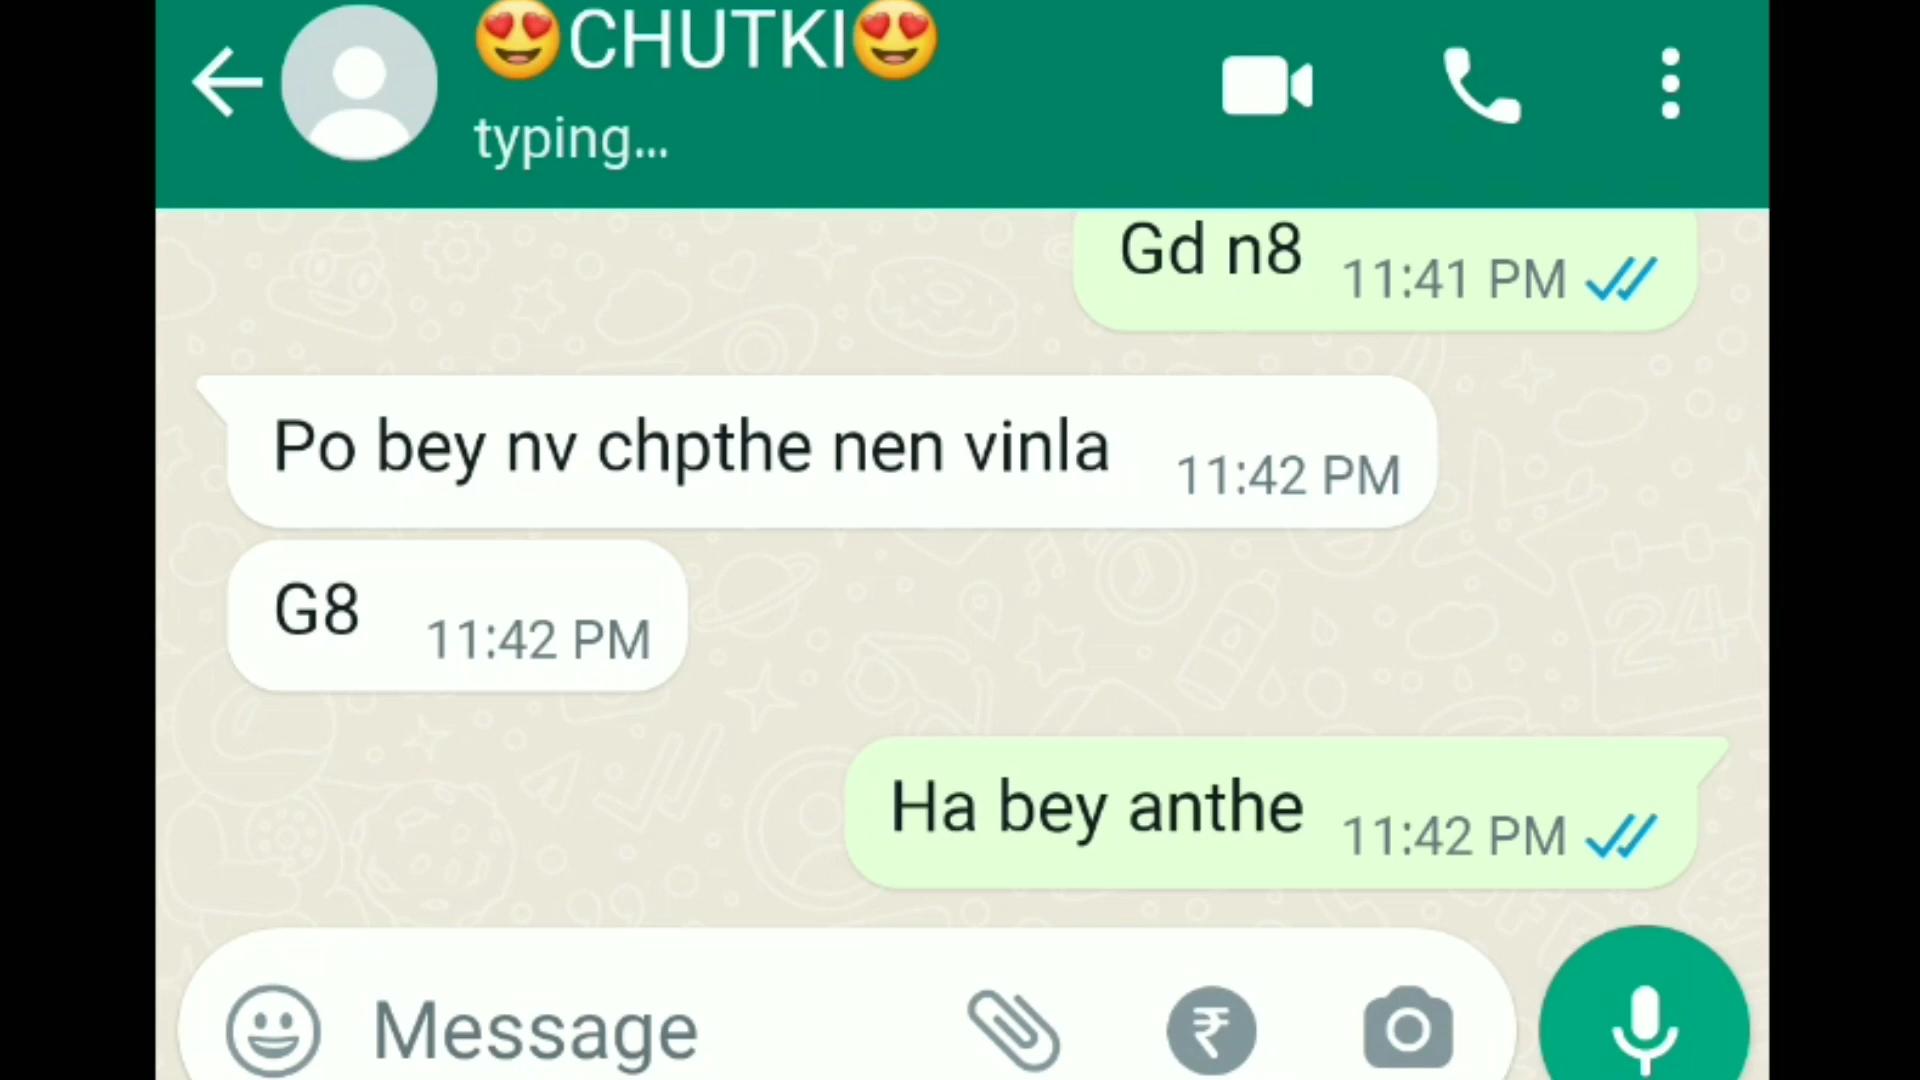 😍CHUTKI😍
typing...
Gd n8 11:41 PM
Po bey nv chpthe nen vinla 11:42 PM
G8 11:42 PM
Ha bey anthe 11:42 PM
Message